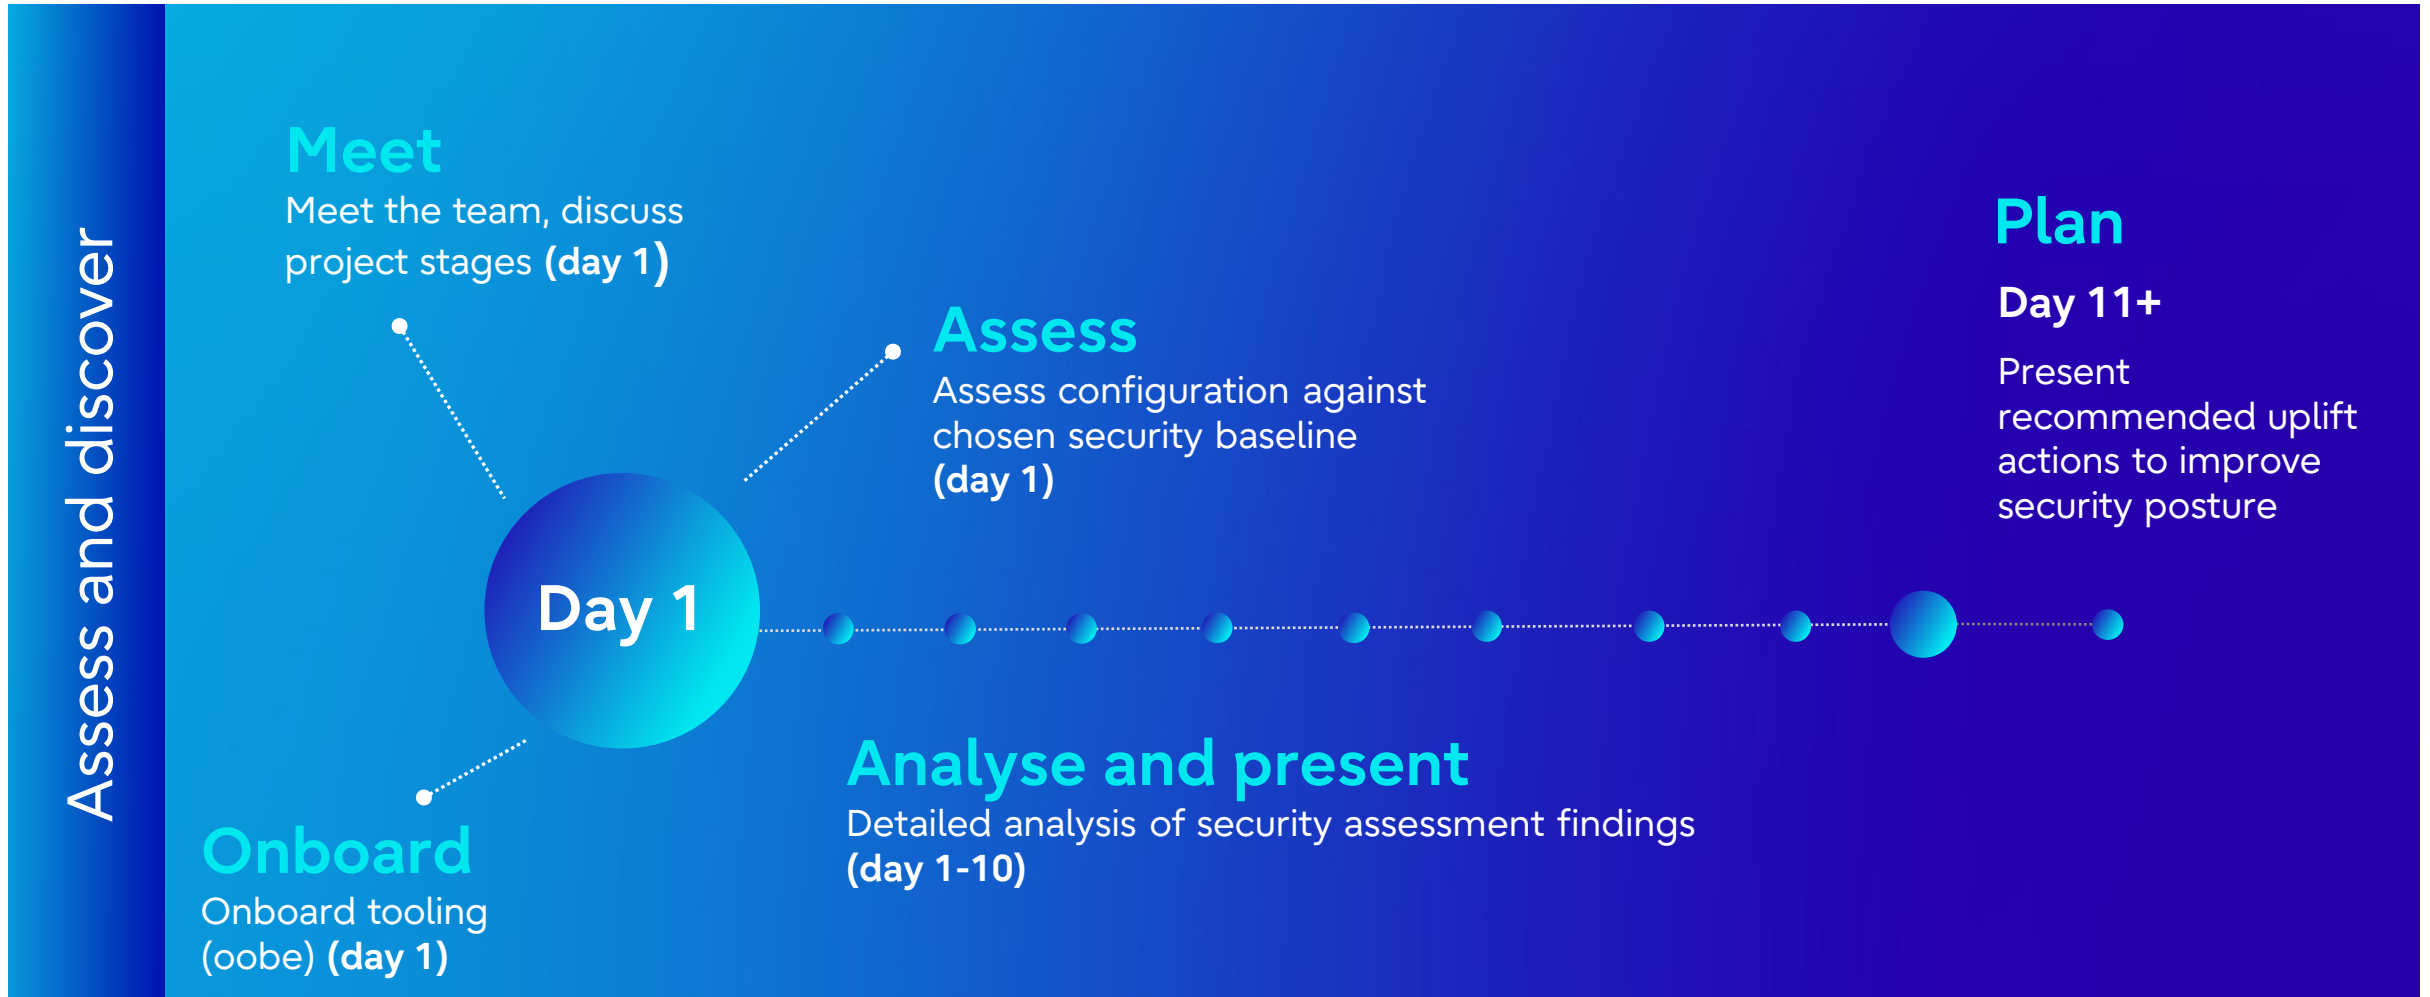 Assess and discover
Meet
Meet the team, discuss
project stages (day 1)
Assess
Assess configuration against
chosen security baseline
(day 1)
Plan
Day 11+
Present
recommended uplift
actions to improve
security posture
Day 1
Analyse and present
Detailed analysis of security assessment findings
(day 1-10)
Onboard
Onboard tooling
(oobe) (day 1)